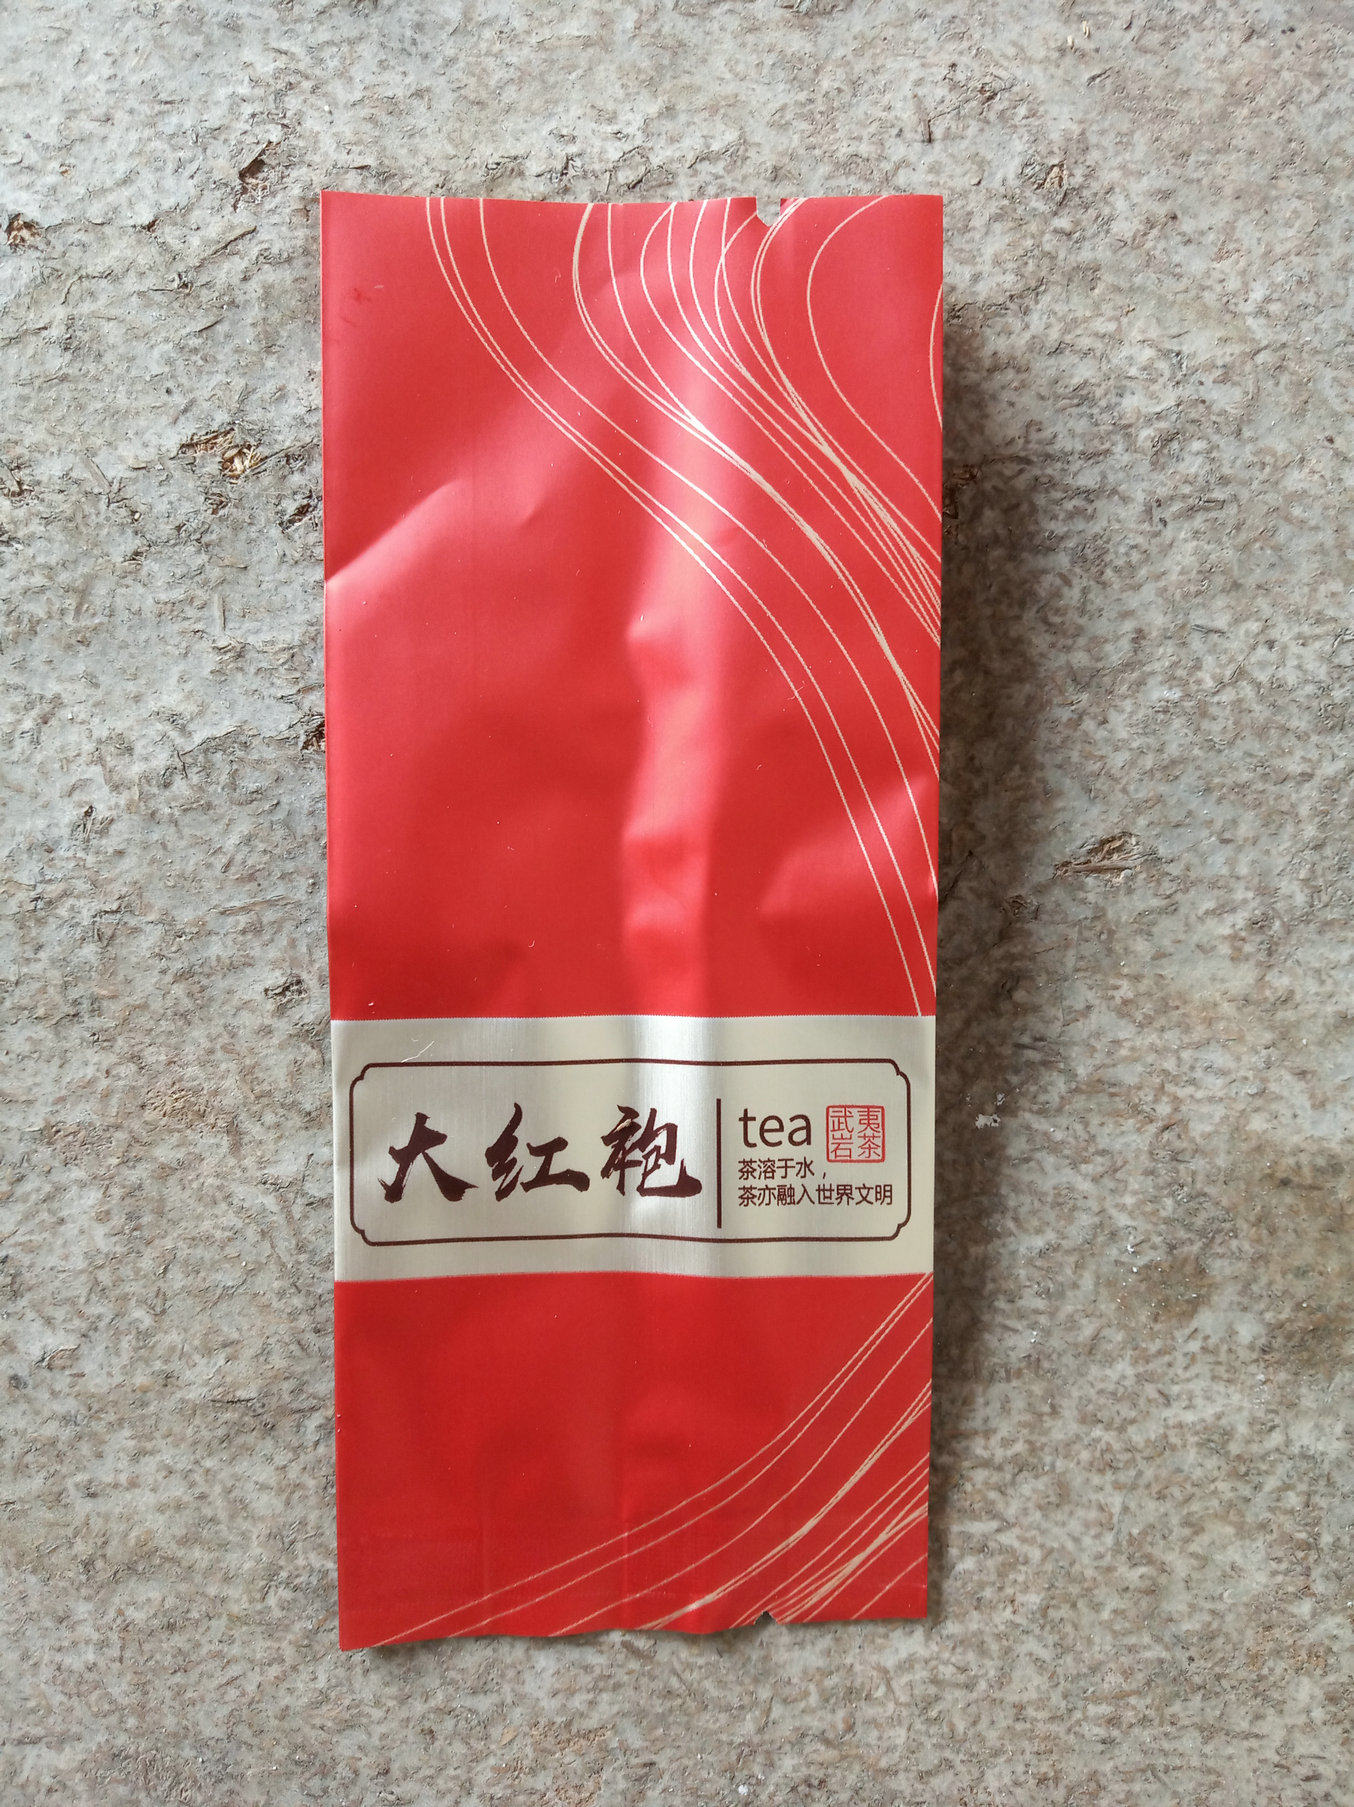 大红袍
tea
武夷
岩茶
茶溶于水，
茶亦融入世界文明